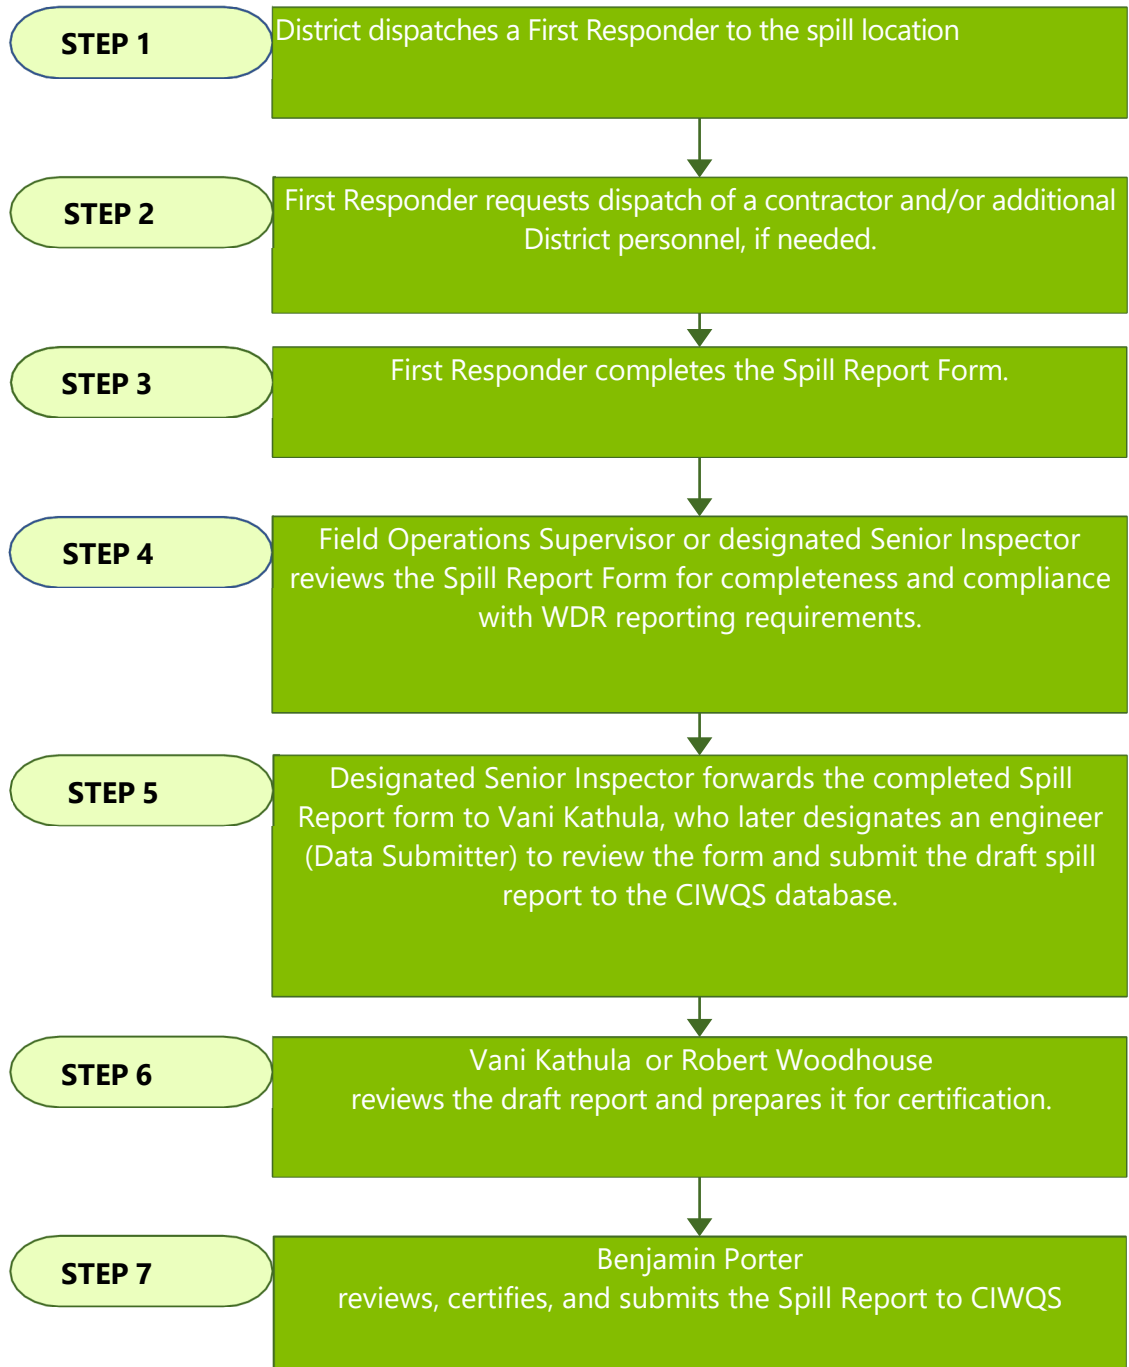 STEP 1
District dispatches a First Responder to the spill location
STEP 2
First Responder requests dispatch of a contractor and/or additional
District personnel, if needed.
STEP 3
First Responder completes the Spill Report Form.
STEP 4
Field Operations Supervisor or designated Senior Inspector
reviews the Spill Report Form for completeness and compliance
with WDR reporting requirements.
STEP 5
Designated Senior Inspector forwards the completed Spill
Report form to Vani Kathula, who later designates an engineer
(Data Submitter) to review the form and submit the draft spill
report to the CIWQS database.
STEP 6
Vani Kathula or Robert Woodhouse
reviews the draft report and prepares it for certification.
STEP 7
Benjamin Porter
reviews, certifies, and submits the Spill Report to CIWQS